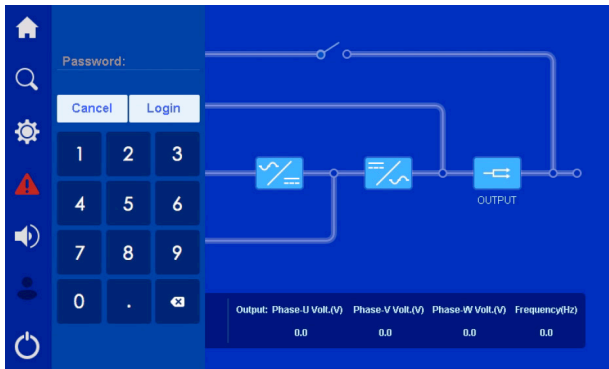 Password:
Cancel Login
1 2 3
4 5 6
7 8 9
0 .
OUTPUT
Output: Phase-U Volt.(V) Phase-V Volt.(V) Phase-W Volt.(V) Frequency(Hz)
0.0 0.0 0.0 0.0